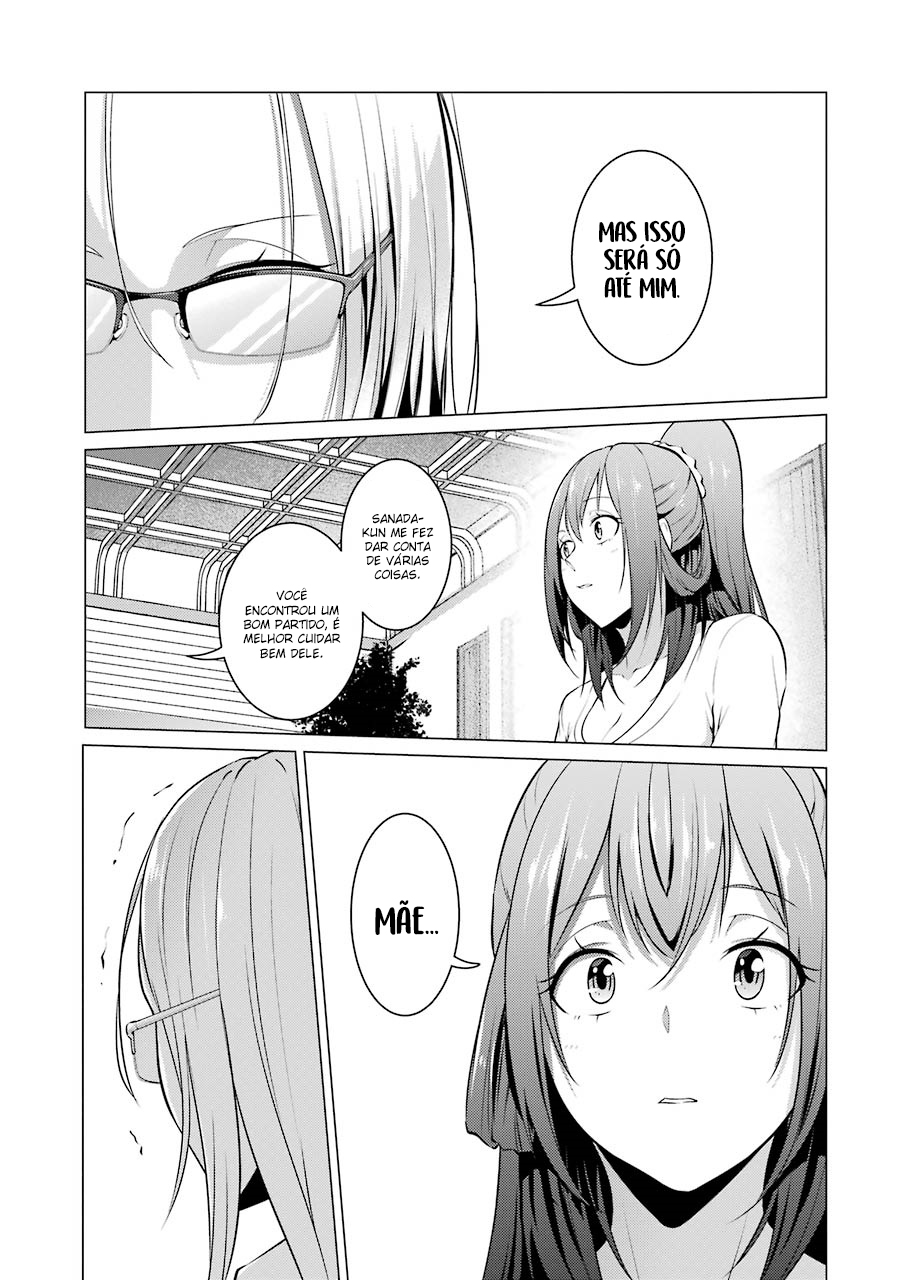 MAS ISSO
SERÁ SÓ
ATÉ MIM.
SANADA-
KUN ME FEZ
DAR CONTA
DE VÁRIAS
COISAS.
VOCÊ
ENCONTROU UM
BOM PARTIDO, É
MELHOR CUIDAR
BEM DELE.
MÃE...